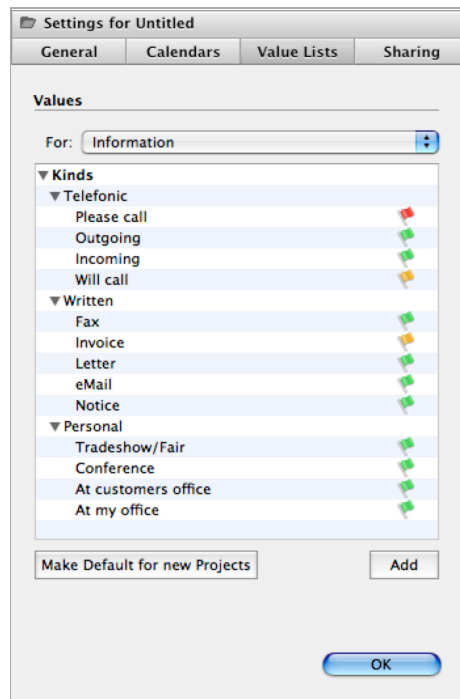 Settings for Untitled
General Calendars Value Lists Sharing
Values
For: Information
Kinds
Telefonic
Please call
Outgoing
Incoming
Will call
Written
Fax
Invoice
Letter
eMail
Notice
Personal
Tradeshow/Fair
Conference
At customers office
At my office
Make Default for new Projects Add
OK